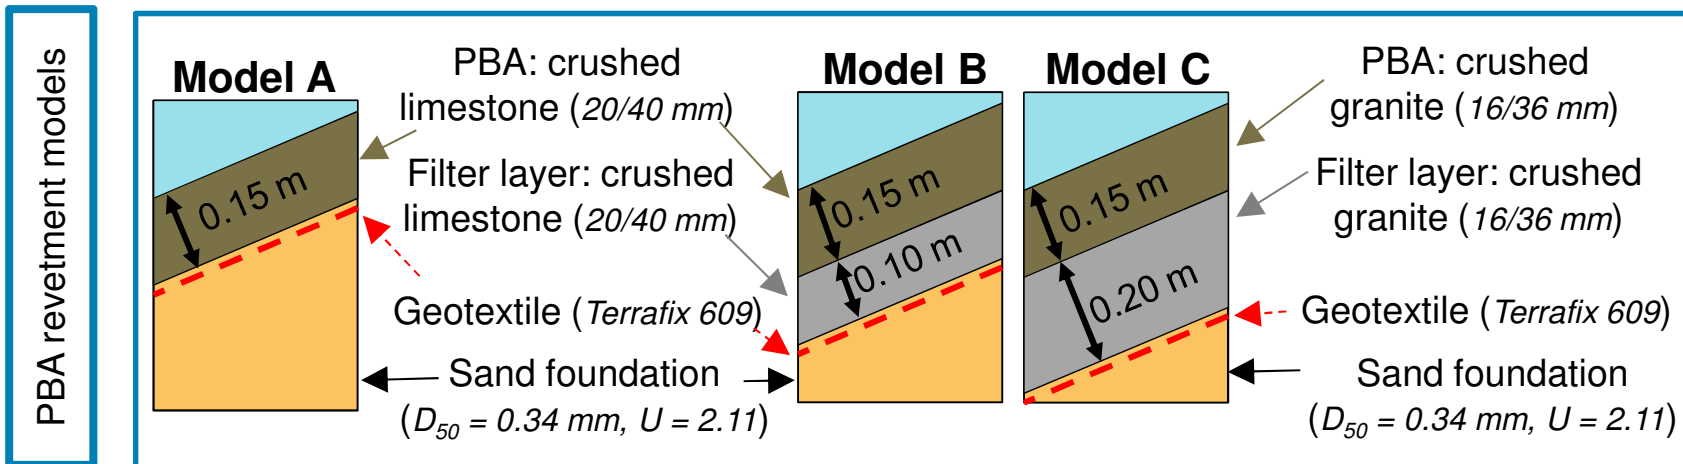 PBA revetment models
Model A
PBA: crushed
limestone (20/40 mm)
Filter layer: crushed
limestone (20/40 mm)
Geotextile (Terrafix 609)
Sand foundation
(D50 = 0.34 mm, U = 2.11)
0.15 m
Model B
0.15 m
0.10 m
Model C
0.15 m
0.20 m
PBA: crushed
granite (16/36 mm)
Filter layer: crushed
granite (16/36 mm)
Geotextile (Terrafix 609)
Sand foundation
(D50 = 0.34 mm, U = 2.11)